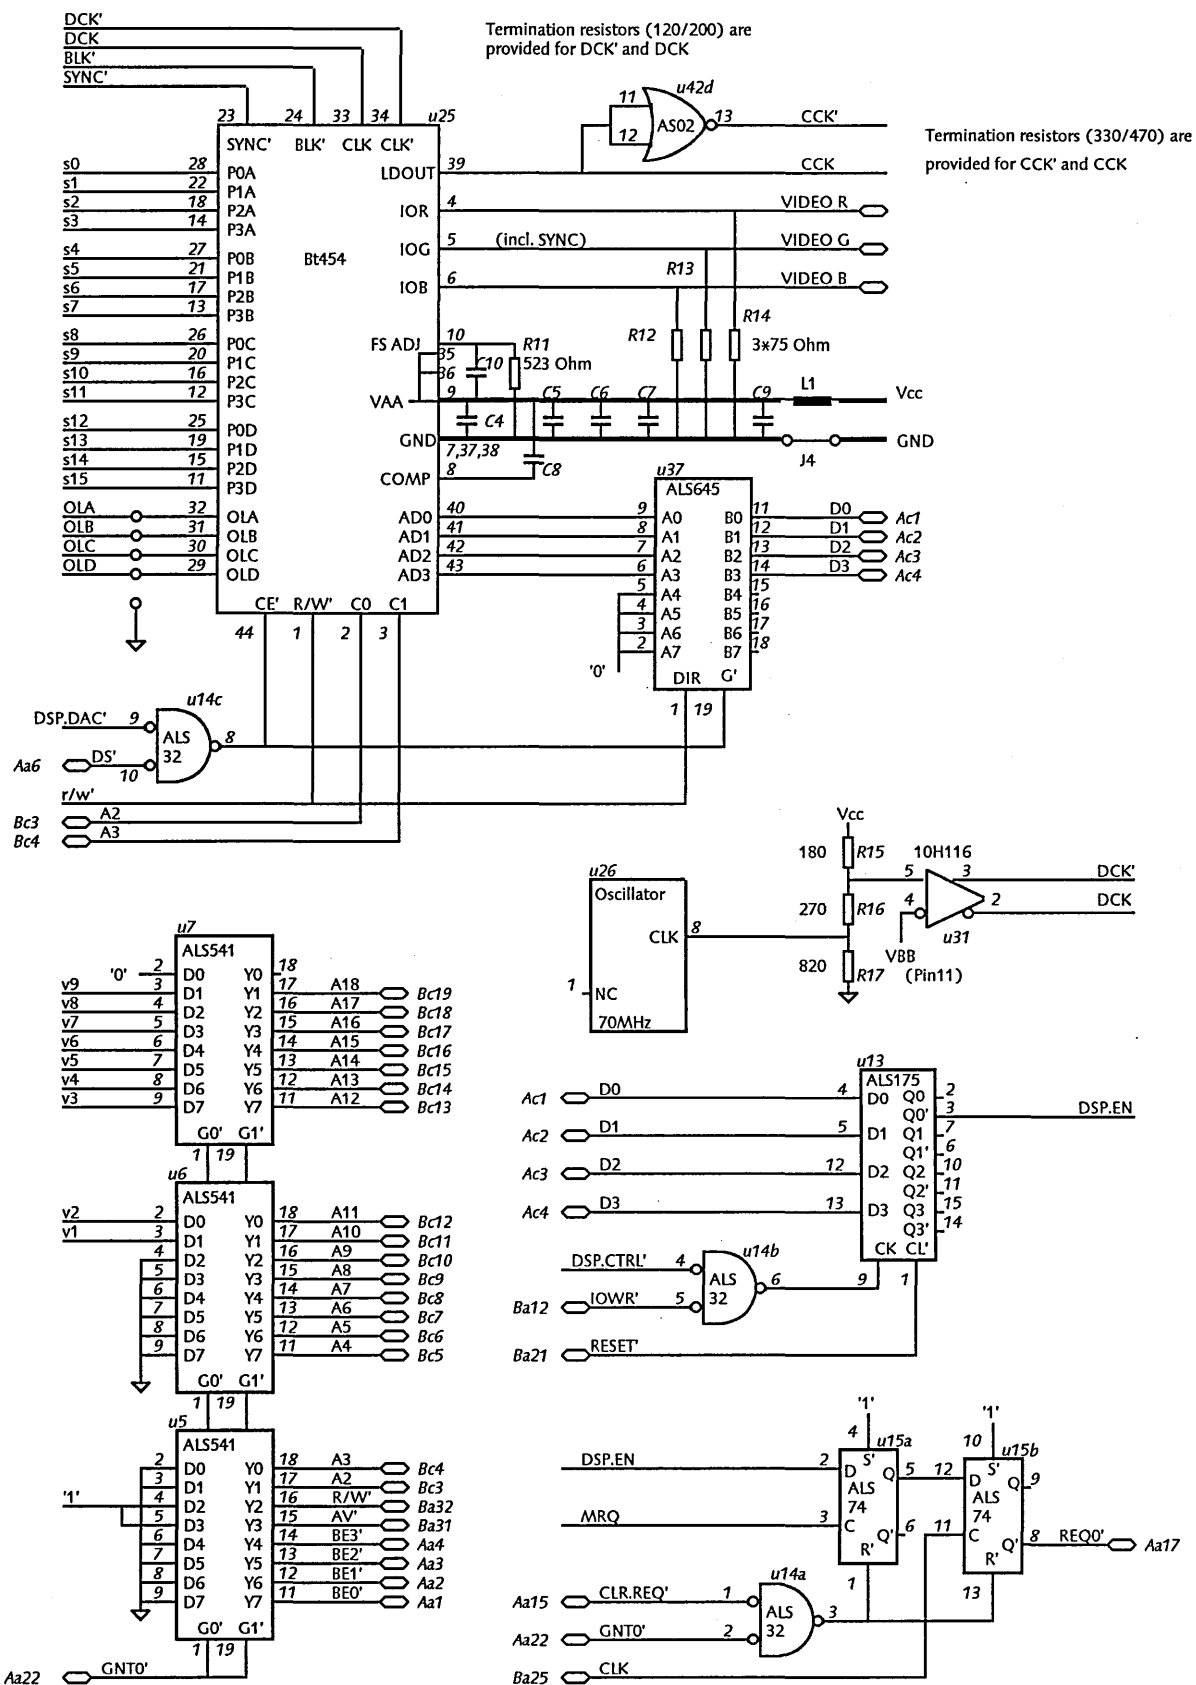 DCK'
DCK
BLK'
SYNC'
Termination resistors (120/200) are
provided for DCK' and DCK
23 24 33 34 u25
SYNC' BLK' CLK CLK'
u42d
11
12
AS02
13 CCK'
Termination resistors (330/470) are
provided for CCK' and CCK
LDOUT 39 CCK
s0 28 P0A
s1 22 P1A
s2 18 P2A
s3 14 P3A
s4 27 P0B
s5 21 P1B
s6 17 P2B
s7 13 P3B
s8 26 P0C
s9 20 P1C
s10 16 P2C
s11 12 P3C
s12 25 P0D
s13 19 P1D
s14 15 P2D
s15 11 P3D
OLA 32 OLA
OLB 31 OLB
OLC 30 OLC
OLD 29 OLD
Bt454
IOR 4 VIDEO R
IOG 5 (incl. SYNC) VIDEO G
IOB 6 VIDEO B
R13
R12
R14
3×75 Ohm
FS ADJ 10
35
36
C10
R11
523 Ohm
VAA 9
C4 C5 C6 C7 C9 L1 Vcc
GND 7,37,38
GND
J4
COMP 8 C8
AD0 40
AD1 41
AD2 42
AD3 43
CE' R/W' C0 C1
44 1 2 3
u37
ALS645
9 A0 B0 11 D0 Ac1
8 A1 B1 12 D1 Ac2
7 A2 B2 13 D2 Ac3
6 A3 B3 14 D3 Ac4
5 A4 B4 15
4 A5 B5 16
3 A6 B6 17
2 A7 B7 18
'0'
DIR G'
1 19
u14c
DSP.DAC' 9
ALS
32
8
Aa6 DS' 10
r/w'
Bc3 A2
Bc4 A3
Vcc
180 R15
270 R16
820 R17
10H116
5 3 DCK'
4 2 DCK
u31
VBB
(Pin11)
u26
Oscillator
CLK 8
1 NC
70MHz
u7
ALS541
'0' 2 D0 Y0 18
v9 3 D1 Y1 17 A18 Bc19
v8 4 D2 Y2 16 A17 Bc18
v7 5 D3 Y3 15 A16 Bc17
v6 6 D4 Y4 14 A15 Bc16
v5 7 D5 Y5 13 A14 Bc15
v4 8 D6 Y6 12 A13 Bc14
v3 9 D7 Y7 11 A12 Bc13
G0' G1'
1 19
u6
ALS541
v2 2 D0 Y0 18 A11 Bc12
v1 3 D1 Y1 17 A10 Bc11
4 D2 Y2 16 A9 Bc10
5 D3 Y3 15 A8 Bc9
6 D4 Y4 14 A7 Bc8
7 D5 Y5 13 A6 Bc7
8 D6 Y6 12 A5 Bc6
9 D7 Y7 11 A4 Bc5
G0' G1'
1 19
u5
ALS541
2 D0 Y0 18 A3 Bc4
3 D1 Y1 17 A2 Bc3
'1' 4 D2 Y2 16 R/W' Ba32
5 D3 Y3 15 AV' Ba31
6 D4 Y4 14 BE3' Aa4
7 D5 Y5 13 BE2' Aa3
8 D6 Y6 12 BE1' Aa2
9 D7 Y7 11 BE0' Aa1
G0' G1'
1 19
Aa22 GNT0'
u13
ALS175
Ac1 D0 4 D0 Q0 2
Q0' 3 DSP.EN
Ac2 D1 5 D1 Q1 7
Q1' 6
Ac3 D2 12 D2 Q2 10
Q2' 11
Ac4 D3 13 D3 Q3 15
Q3' 14
CK CL'
9 1
DSP.CTRL' 4 u14b
ALS
32
6
Ba12 IOWR' 5
Ba21 RESET'
'1' '1'
4 u15a 10 u15b
DSP.EN 2 D S' Q 5 12 D S' Q 9
ALS
74
ALS
74
MRQ 3 C Q' 6 11 C Q' 8 REQ0' Aa17
R' R'
1 13
u14a
Aa15 CLR.REQ' 1
ALS
32
3
Aa22 GNT0' 2
Ba25 CLK